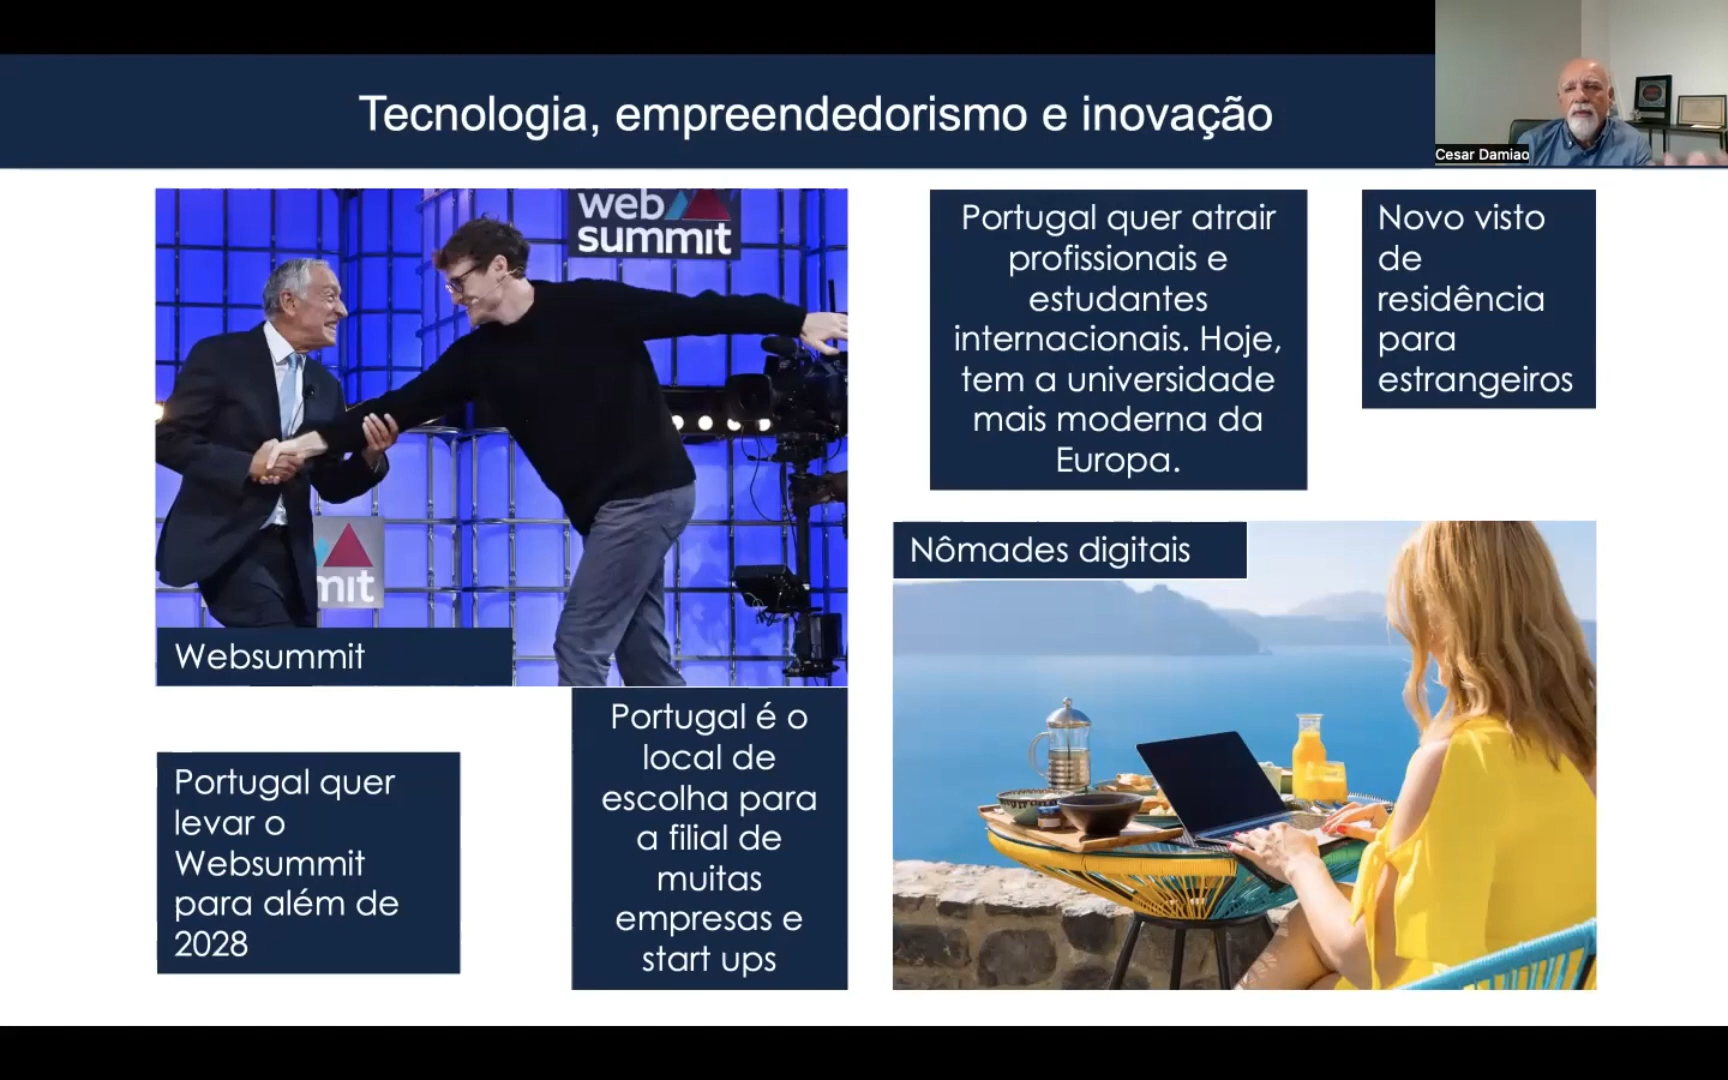 Tecnologia, empreendedorismo e inovação
Cesar Damiao
web
summit
mit
Websummit
Portugal quer
levar o
Websummit
para além de
2028
Portugal é o
local de
escolha para
a filial de
muitas
empresas e
start ups
Portugal quer atrair
profissionais e
estudantes
internacionais. Hoje,
tem a universidade
mais moderna da
Europa.
Novo visto
de
residência
para
estrangeiros
Nômades digitais